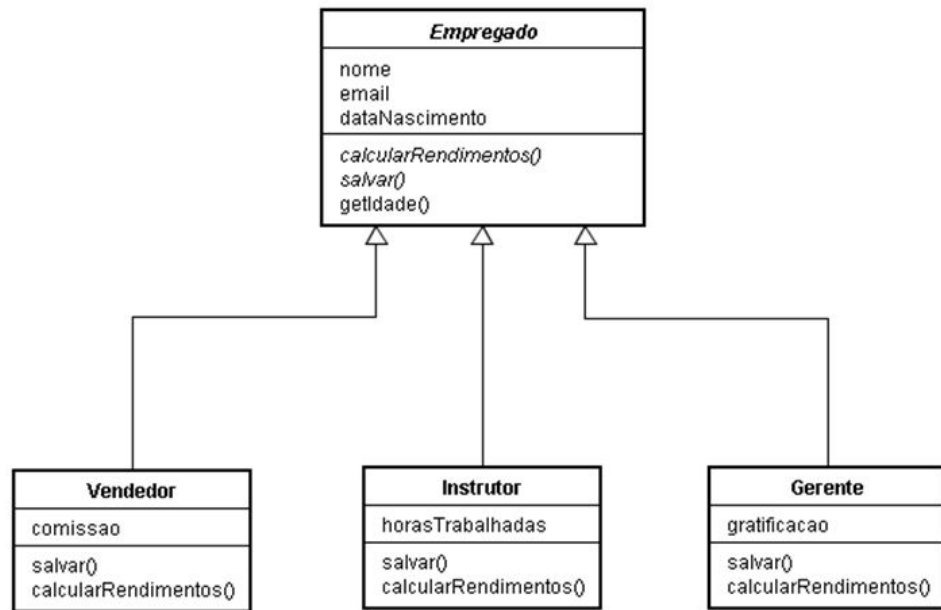 Empregado
nome
email
dataNascimento
calcularRendimentos()
salvar()
getIdade()
Vendedor
comissao
salvar()
calcularRendimentos()
Instrutor
horasTrabalhadas
salvar()
calcularRendimentos()
Gerente
gratificacao
salvar()
calcularRendimentos()